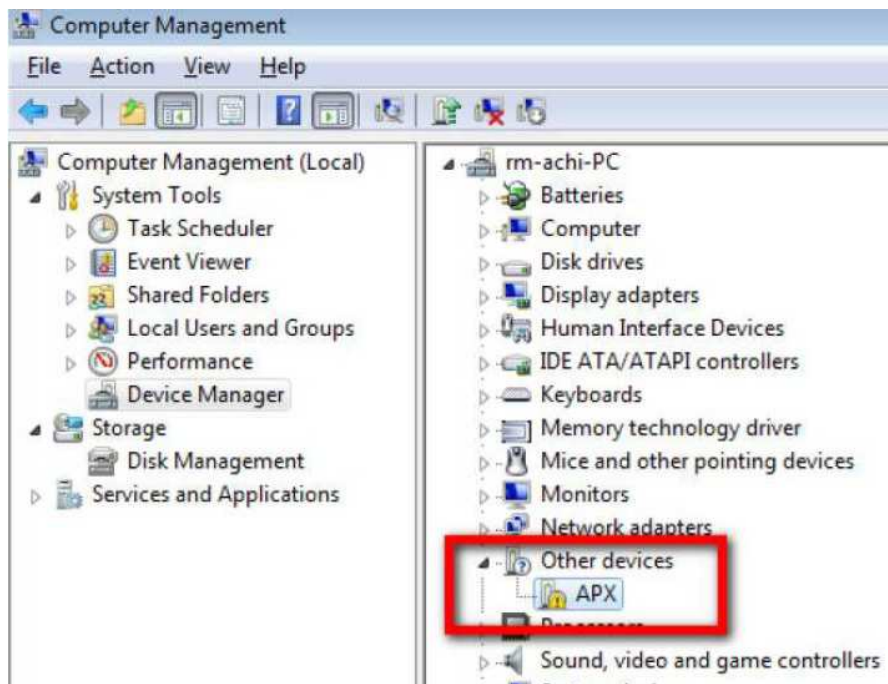 Computer Management
File Action View Help
Computer Management (Local)
System Tools
Task Scheduler
Event Viewer
Shared Folders
Local Users and Groups
Performance
Device Manager
Storage
Disk Management
Services and Applications
rm-achi-PC
Batteries
Computer
Disk drives
Display adapters
Human Interface Devices
IDE ATA/ATAPI controllers
Keyboards
Memory technology driver
Mice and other pointing devices
Monitors
Network adapters
Other devices
APX
Processors
Sound, video and game controllers